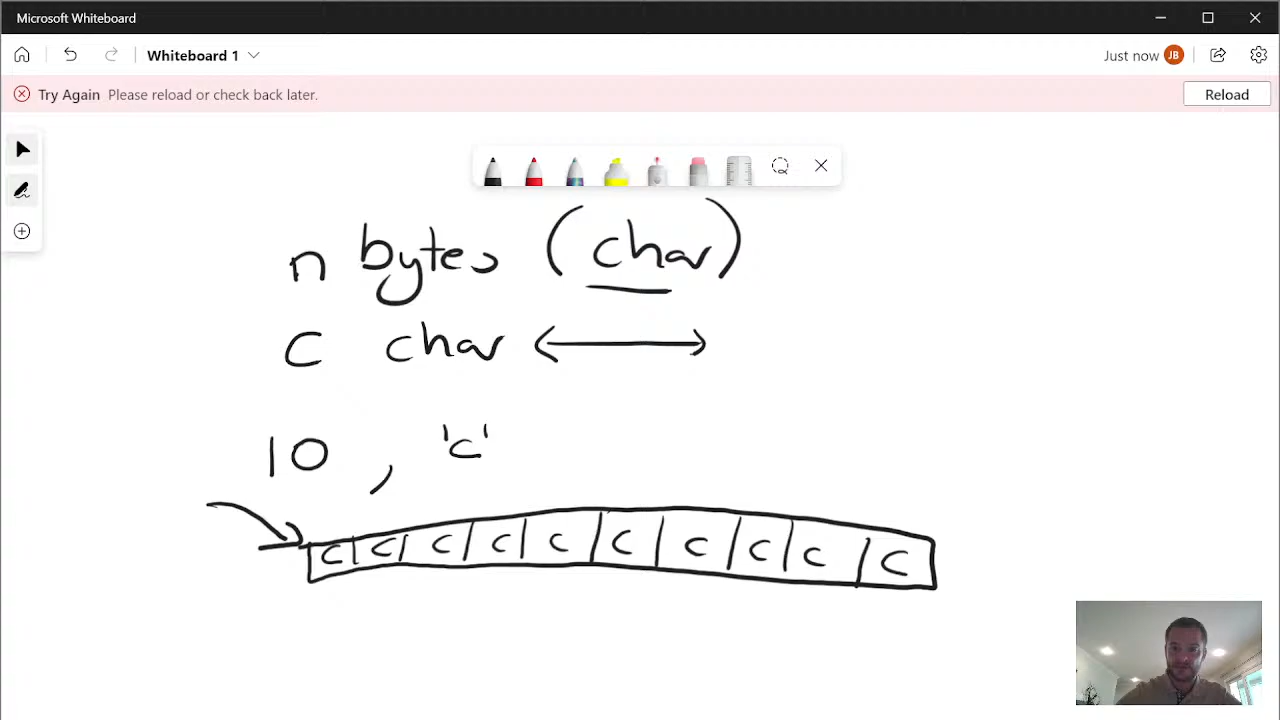 Microsoft Whiteboard
Whiteboard 1
Just now JB
Try Again Please reload or check back later. Reload
n bytes (char)
C char
10 , 'c'
C C C C C C C C C C